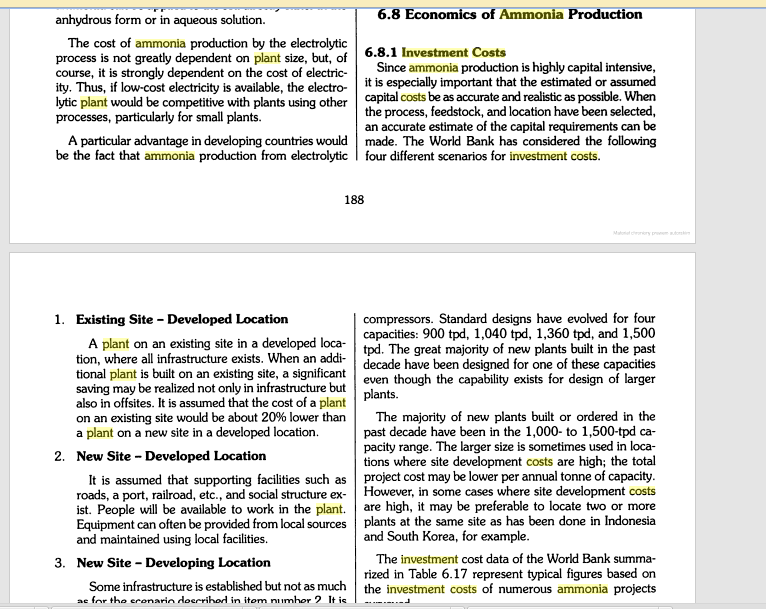 anhydrous form or in aqueous solution.
The cost of ammonia production by the electrolytic
process is not greatly dependent on plant size, but, of
course, it is strongly dependent on the cost of electric-
ity. Thus, if low-cost electricity is available, the electro-
lytic plant would be competitive with plants using other
processes, particularly for small plants.
A particular advantage in developing countries would
be the fact that ammonia production from electrolytic
6.8 Economics of Ammonia Production
6.8.1 Investment Costs
Since ammonia production is highly capital intensive,
it is especially important that the estimated or assumed
capital costs be as accurate and realistic as possible. When
the process, feedstock, and location have been selected,
an accurate estimate of the capital requirements can be
made. The World Bank has considered the following
four different scenarios for investment costs.
188
1. Existing Site – Developed Location
A plant on an existing site in a developed loca-
tion, where all infrastructure exists. When an addi-
tional plant is built on an existing site, a significant
saving may be realized not only in infrastructure but
also in offsites. It is assumed that the cost of a plant
on an existing site would be about 20% lower than
a plant on a new site in a developed location.
2. New Site – Developed Location
It is assumed that supporting facilities such as
roads, a port, railroad, etc., and social structure ex-
ist. People will be available to work in the plant.
Equipment can often be provided from local sources
and maintained using local facilities.
3. New Site – Developing Location
Some infrastructure is established but not as much
as for the scenario described in item number 2. It is
compressors. Standard designs have evolved for four
capacities: 900 tpd, 1,040 tpd, 1,360 tpd, and 1,500
tpd. The great majority of new plants built in the past
decade have been designed for one of these capacities
even though the capability exists for design of larger
plants.
The majority of new plants built or ordered in the
past decade have been in the 1,000- to 1,500-tpd ca-
pacity range. The larger size is sometimes used in loca-
tions where site development costs are high; the total
project cost may be lower per annual tonne of capacity.
However, in some cases where site development costs
are high, it may be preferable to locate two or more
plants at the same site as has been done in Indonesia
and South Korea, for example.
The investment cost data of the World Bank summa-
rized in Table 6.17 represent typical figures based on
the investment costs of numerous ammonia projects